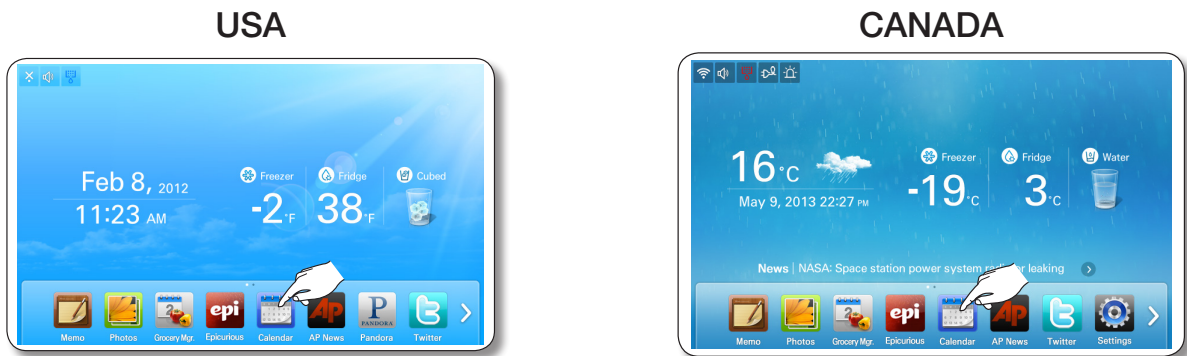 USA
Feb 8, 2012
11:23 AM
Freezer
-2°F
Fridge
38°F
Cubed
Memo
Photos
2
Grocery Mgr.
epi
Epicurious
Calendar
AP
AP News
P
PANDORA
Pandora
Twitter
CANADA
16°C
May 9, 2013 22:27 PM
Freezer
-19°C
Fridge
3°C
Water
News | NASA: Space station power system radiator leaking
Memo
Photos
2
Grocery Mgr.
epi
Epicurious
Calendar
AP
AP News
Twitter
Settings